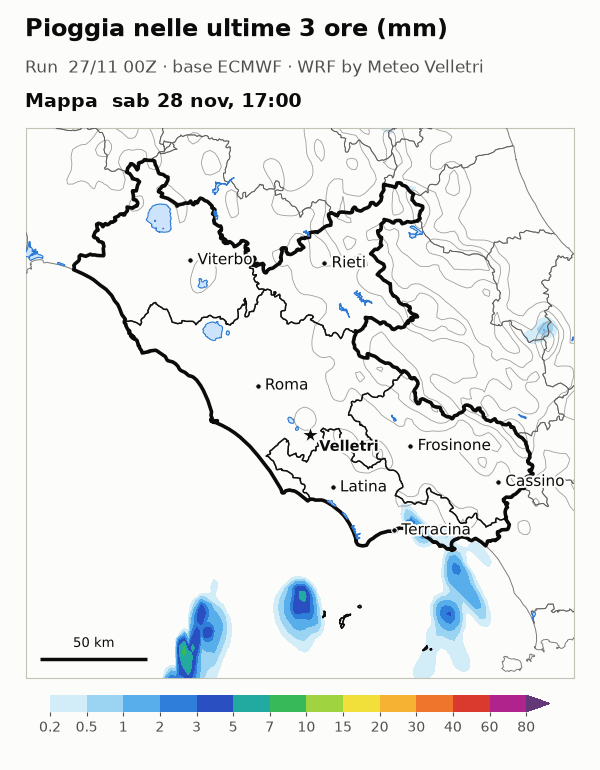 Pioggia nelle ultime 3 ore (mm)
Run  27/11 00Z · base ECMWF · WRF by Meteo Velletri
Mappa  sab 28 nov, 17:00
Viterbo
Rieti
Roma
Velletri
Frosinone
Latina
Cassino
Terracina
50 km
0.2 0.5 1 2 3 5 7 10 15 20 30 40 60 80